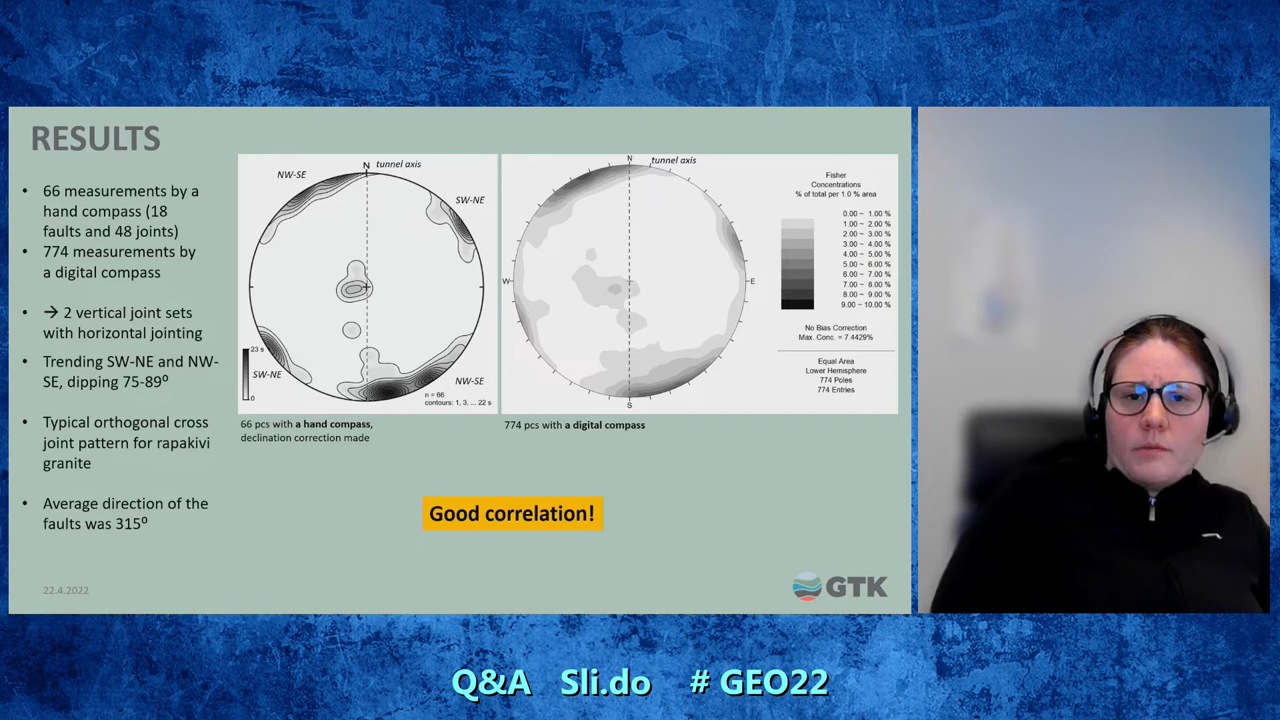 RESULTS
• 66 measurements by a
hand compass (18
faults and 48 joints)
• 774 measurements by
a digital compass
• → 2 vertical joint sets
with horizontal jointing
• Trending SW-NE and NW-
SE, dipping 75-89⁰
• Typical orthogonal cross
joint pattern for rapakivi
granite
• Average direction of the
faults was 315⁰
22.4.2022
N tunnel axis
NW-SE
SW-NE
23 s
0
SW-NE
NW-SE
n = 66
contours: 1, 3, ... 22 s
66 pcs with a hand compass,
declination correction made
N tunnel axis
W
E
S
Fisher
Concentrations
% of total per 1.0 % area
0.00 ~ 1.00 %
1.00 ~ 2.00 %
2.00 ~ 3.00 %
3.00 ~ 4.00 %
4.00 ~ 5.00 %
5.00 ~ 6.00 %
6.00 ~ 7.00 %
7.00 ~ 8.00 %
8.00 ~ 9.00 %
9.00 ~ 10.00 %
No Bias Correction
Max. Conc. = 7.4429%
Equal Area
Lower Hemisphere
774 Poles
774 Entries
774 pcs with a digital compass
Good correlation!
GTK
Q&A Sli.do # GEO22